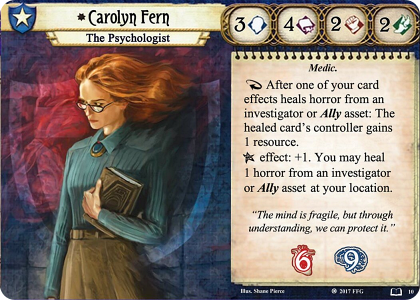 Carolyn Fern
The Psychologist
3 4 2 2
Medic.
After one of your card
effects heals horror from an
investigator or Ally asset: The
healed card's controller gains
1 resource.
effect: +1. You may heal
1 horror from an investigator
or Ally asset at your location.
"The mind is fragile, but through
understanding, we can protect it."
6 9
Illus. Shane Pierce
© 2017 FFG
10